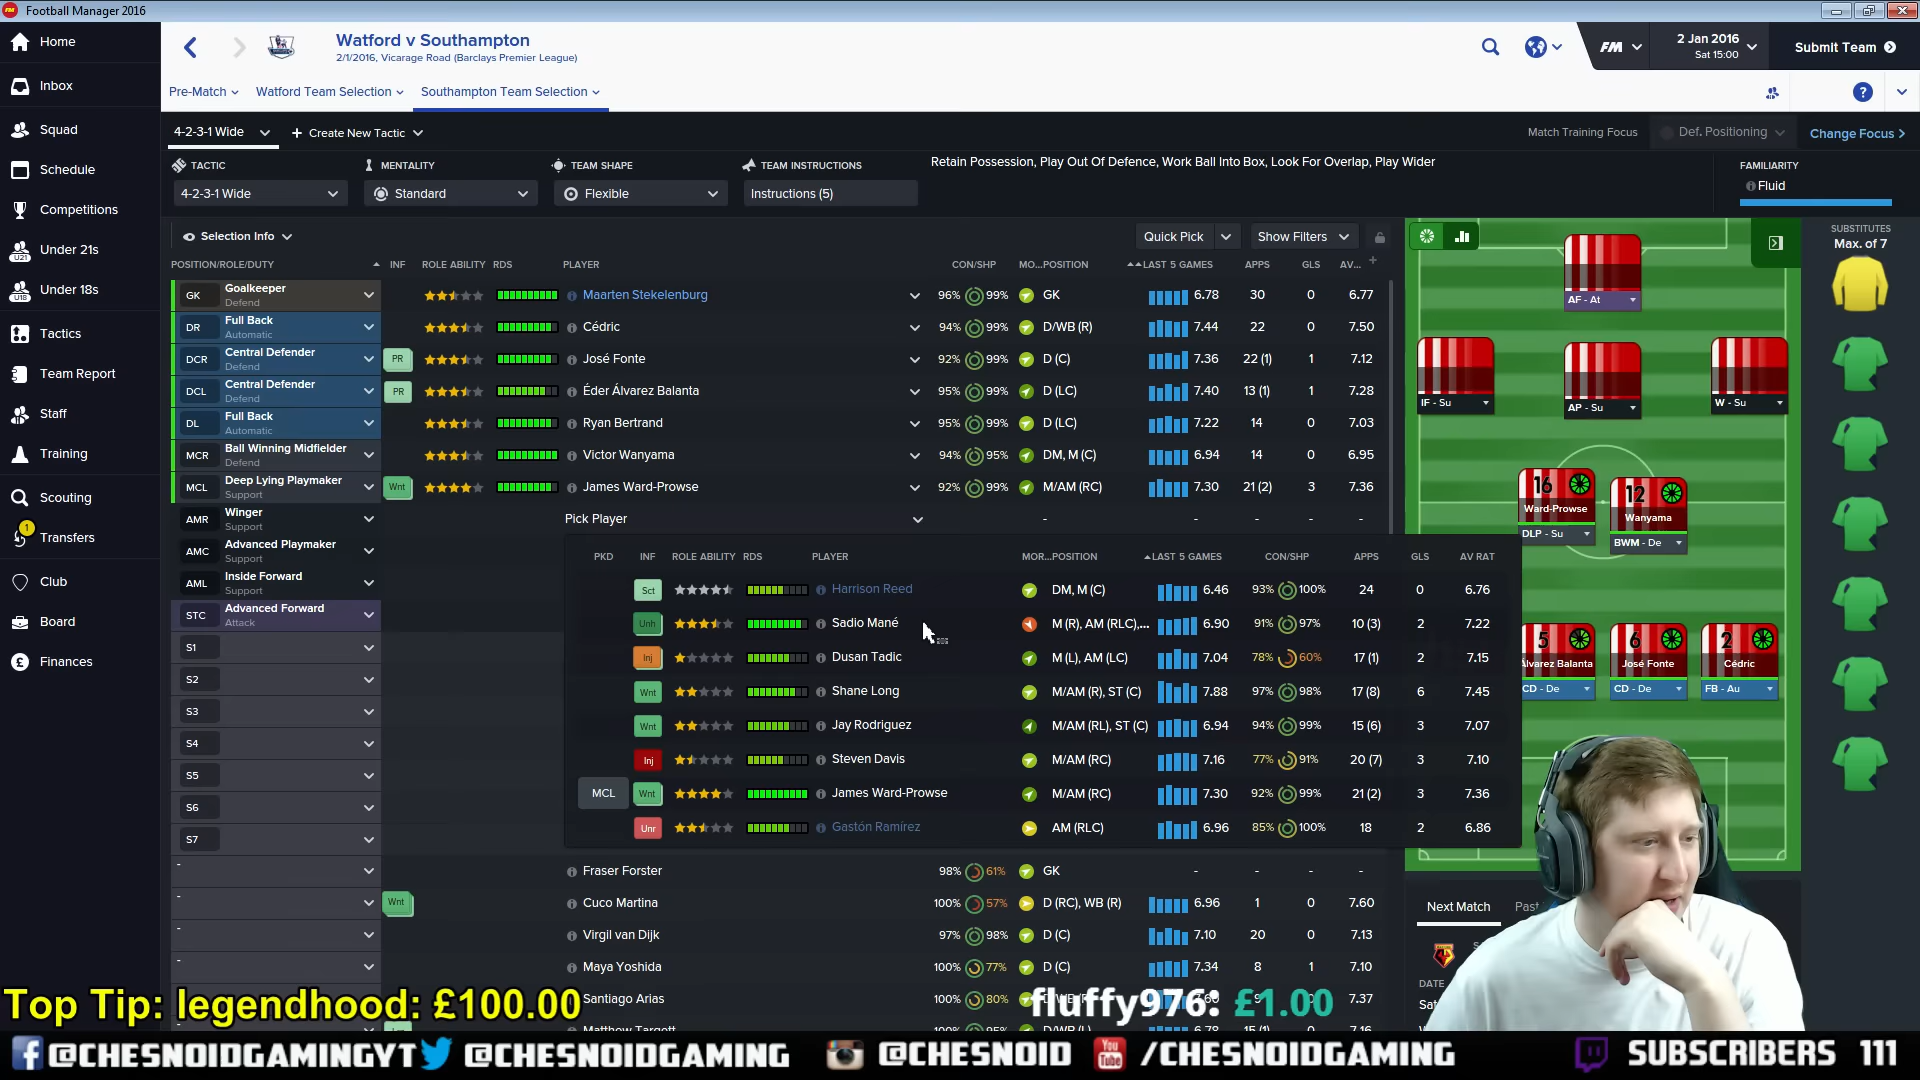 Football Manager 2016
Home
Inbox
Squad
Schedule
Competitions
Under 21s
Under 18s
Tactics
Team Report
Staff
Training
Scouting
1
Transfers
Club
Board
Finances
Watford v Southampton
2/1/2016, Vicarage Road (Barclays Premier League)
FM
2 Jan 2016
Sat 15:00
Submit Team
Pre-Match
Watford Team Selection
Southampton Team Selection
4-2-3-1 Wide
+ Create New Tactic
Match Training Focus
Def. Positioning
Change Focus >
TACTIC
4-2-3-1 Wide
MENTALITY
Standard
TEAM SHAPE
Flexible
TEAM INSTRUCTIONS
Instructions (5)
Retain Possession, Play Out Of Defence, Work Ball Into Box, Look For Overlap, Play Wider
FAMILIARITY
Fluid
Selection Info
Quick Pick
Show Filters
POSITION/ROLE/DUTY INF ROLE ABILITY RDS PLAYER CON/SHP MO... POSITION LAST 5 GAMES APPS GLS AV...
GK Goalkeeper Defend Maarten Stekelenburg 96% 99% GK 6.78 30 0 6.77
DR Full Back Automatic Cédric 94% 99% D/WB (R) 7.44 22 0 7.50
DCR Central Defender Defend PR José Fonte 92% 99% D (C) 7.36 22 (1) 1 7.12
DCL Central Defender Defend PR Éder Álvarez Balanta 95% 99% D (LC) 7.40 13 (1) 1 7.28
DL Full Back Automatic Ryan Bertrand 95% 99% D (LC) 7.22 14 0 7.03
MCR Ball Winning Midfielder Defend Victor Wanyama 94% 95% DM, M (C) 6.94 14 0 6.95
MCL Deep Lying Playmaker Support Wnt James Ward-Prowse 92% 99% M/AM (RC) 7.30 21 (2) 3 7.36
AMR Winger Support Pick Player - - - - -
AMC Advanced Playmaker Support
AML Inside Forward Support
STC Advanced Forward Attack
S1
S2
S3
S4
S5
S6
S7
PKD INF ROLE ABILITY RDS PLAYER MOR... POSITION LAST 5 GAMES CON/SHP APPS GLS AV RAT
Sct Harrison Reed DM, M (C) 6.46 93% 100% 24 0 6.76
Unh Sadio Mané M (R), AM (RLC),... 6.90 91% 97% 10 (3) 2 7.22
Inj Dusan Tadic M (L), AM (LC) 7.04 78% 60% 17 (1) 2 7.15
Wnt Shane Long M/AM (R), ST (C) 7.88 97% 98% 17 (8) 6 7.45
Wnt Jay Rodriguez M/AM (RL), ST (C) 6.94 94% 99% 15 (6) 3 7.07
Inj Steven Davis M/AM (RC) 7.16 77% 91% 20 (7) 3 7.10
MCL Wnt James Ward-Prowse M/AM (RC) 7.30 92% 99% 21 (2) 3 7.36
Unr Gastón Ramírez AM (RLC) 6.96 85% 100% 18 2 6.86
- Fraser Forster 98% 61% GK - - - -
- Wnt Cuco Martina 100% 57% D (RC), WB (R) 6.96 1 0 7.60
- Virgil van Dijk 97% 98% D (C) 7.10 20 0 7.13
- Maya Yoshida 100% 77% D (C) 7.34 8 1 7.10
- Santiago Arias 100% 80% 7.37
SUBSTITUTES
Max. of 7
AF - At
IF - Su
AP - Su
W - Su
16
Ward-Prowse
DLP - Su
12
Wanyama
BWM - De
5
Álvarez Balanta
CD - De
6
José Fonte
CD - De
2
Cédric
FB - Au
Next Match
Past
DATE
Top Tip: legendhood: £100.00
fluffy976: £1.00
@CHESNOIDGAMINGYT
@CHESNOIDGAMING
@CHESNOID
You Tube
/CHESNOIDGAMING
SUBSCRIBERS 111